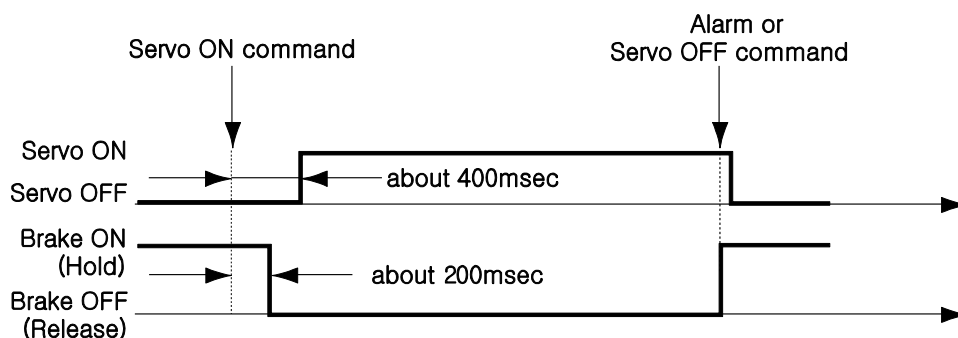 Servo ON command
Alarm or
Servo OFF command
Servo ON
about 400msec
Servo OFF
Brake ON
(Hold)
about 200msec
Brake OFF
(Release)